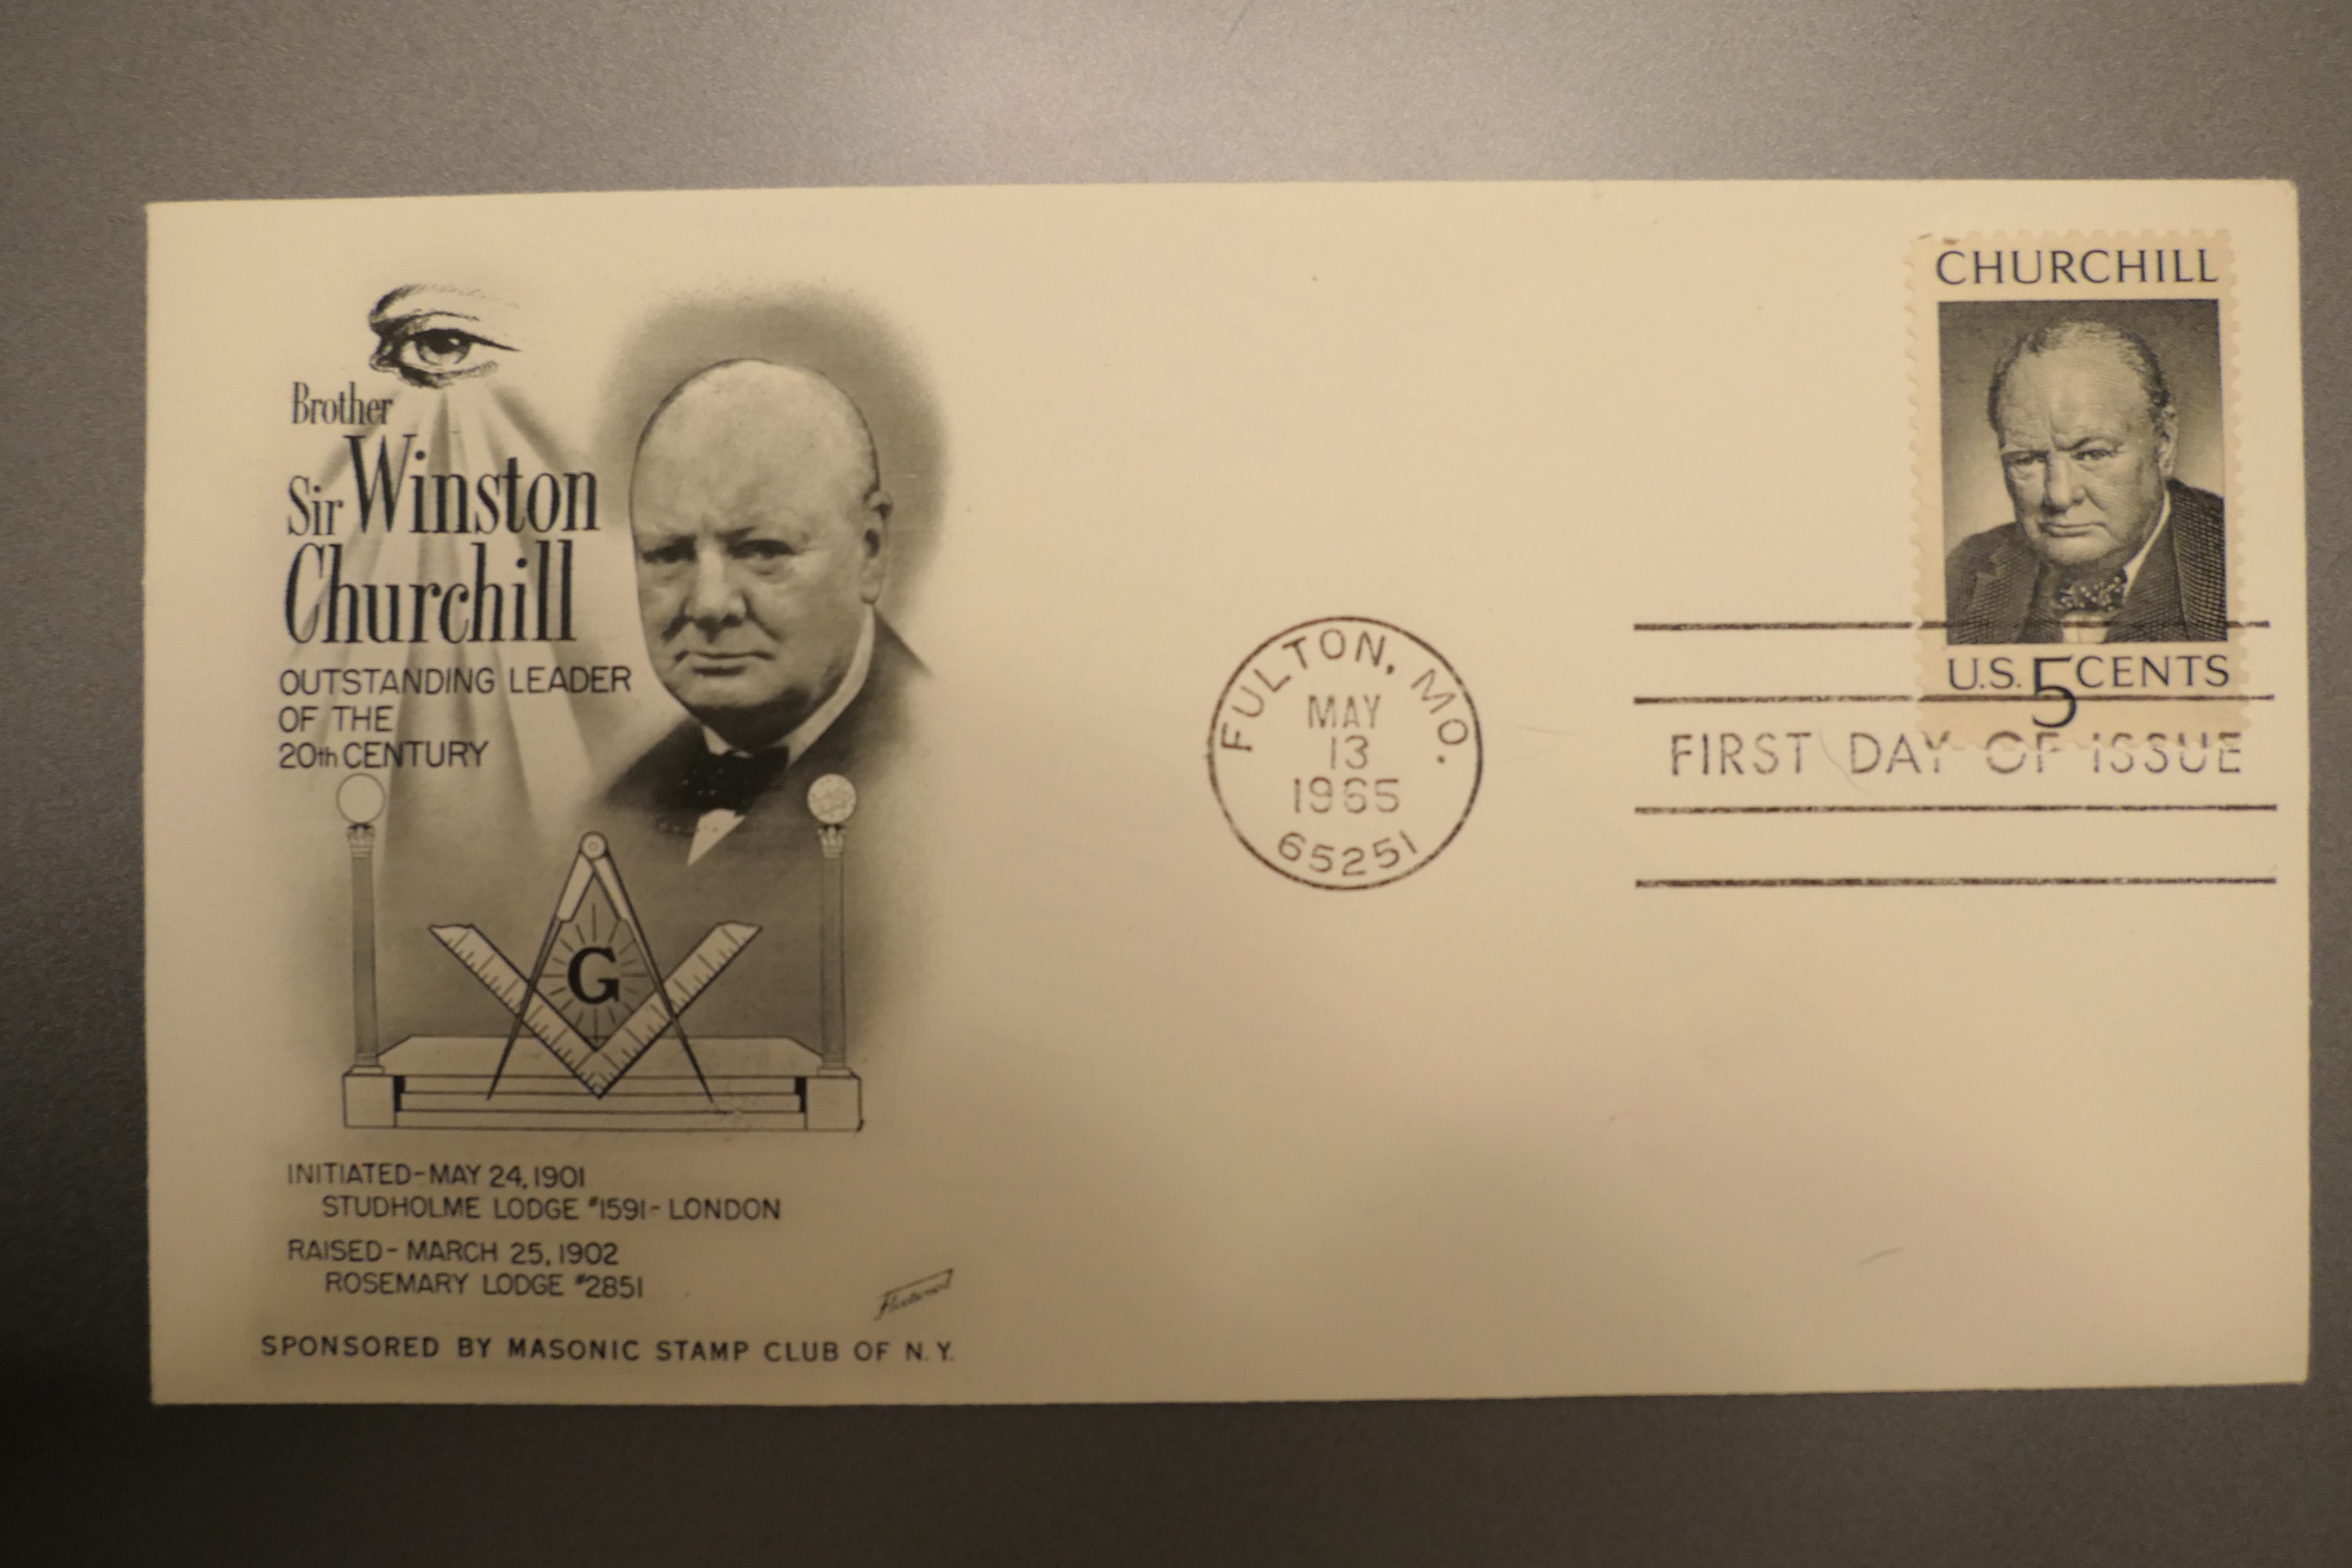 Brother
Sir Winston
Churchill
OUTSTANDING LEADER
OF THE
20th CENTURY
G
INITIATED-MAY 24, 1901
STUDHOLME LODGE #1591-LONDON
RAISED-MARCH 25, 1902
ROSEMARY LODGE #2851
Fleetwood
SPONSORED BY MASONIC STAMP CLUB OF N.Y.
FULTON, MO.
MAY
13
1965
65251
CHURCHILL
U.S. 5 CENTS
FIRST DAY OF ISSUE